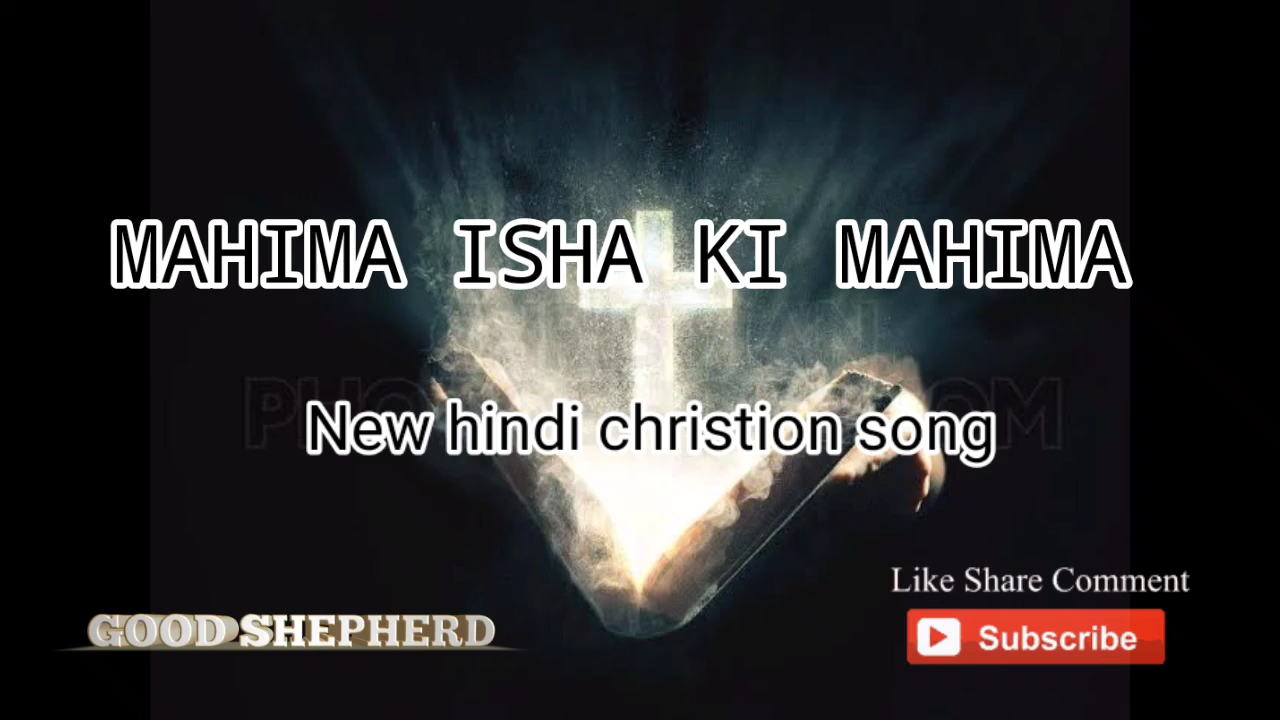 MAHIMA ISHA KI MAHIMA
New hindi christion song
Like Share Comment
GOOD SHEPHERD
Subscribe